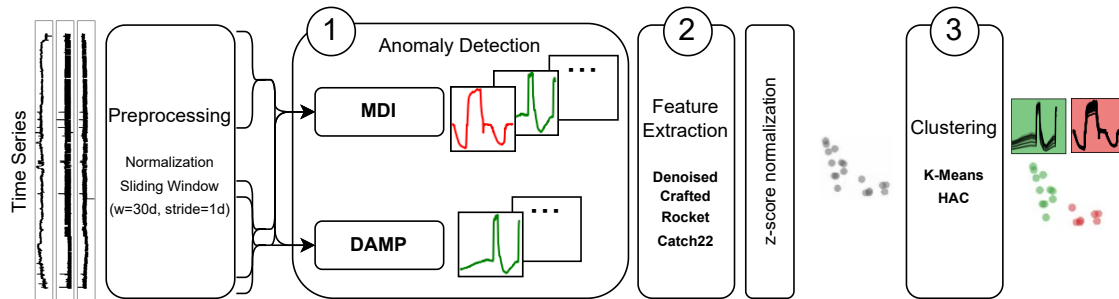 Time Series
Preprocessing
Normalization
Sliding Window
(w=30d, stride=1d)
1
Anomaly Detection
MDI
...
DAMP
...
2
Feature
Extraction
Denoised
Crafted
Rocket
Catch22
z-score normalization
3
Clustering
K-Means
HAC